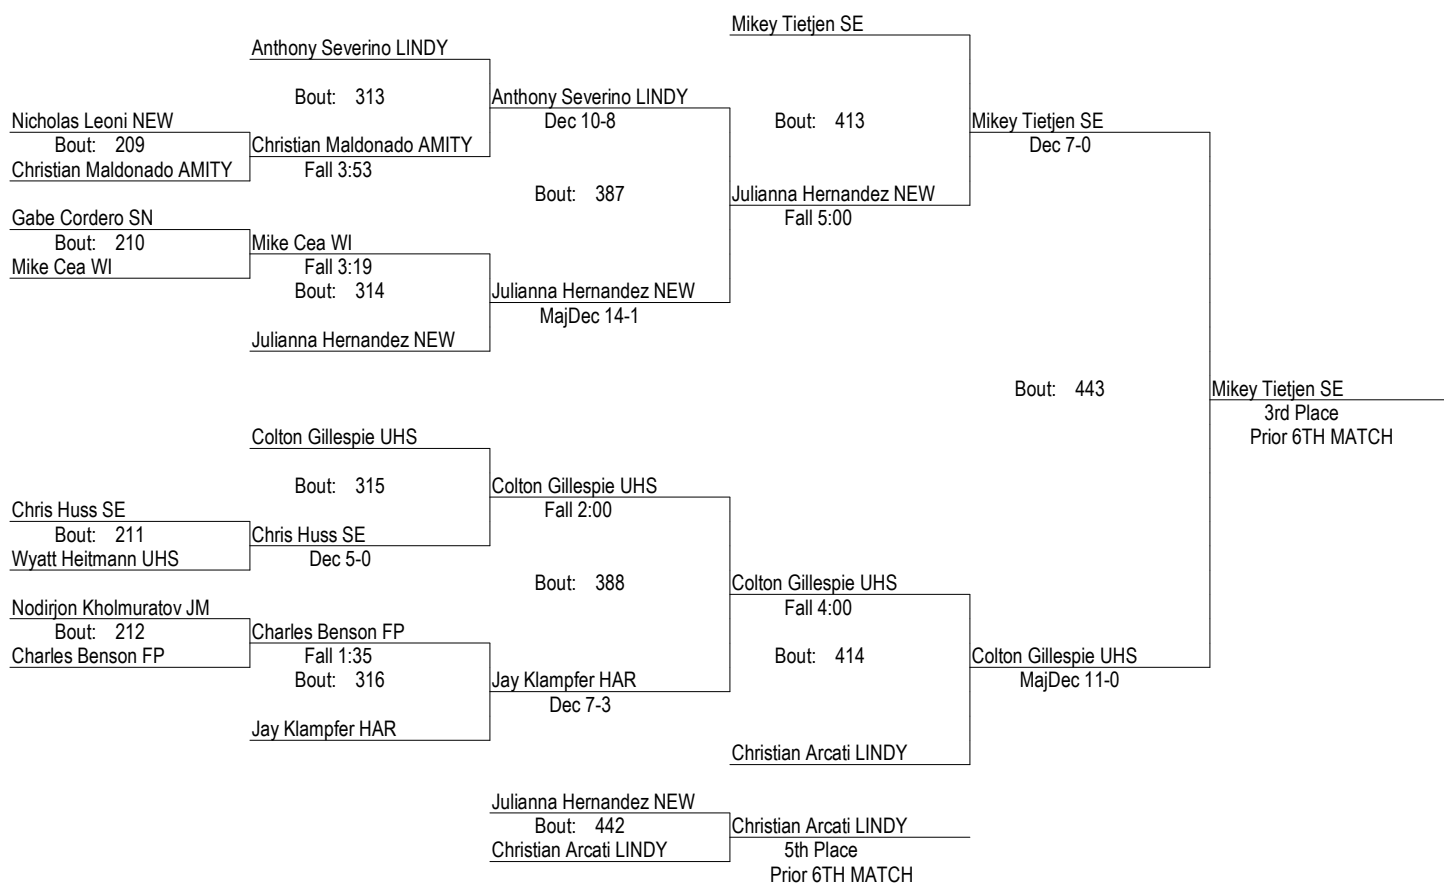 Mikey Tietjen SE
Anthony Severino LINDY
Bout: 313
Anthony Severino LINDY
Dec 10-8
Nicholas Leoni NEW
Bout: 209
Christian Maldonado AMITY
Christian Maldonado AMITY
Fall 3:53
Bout: 413
Mikey Tietjen SE
Dec 7-0
Bout: 387
Julianna Hernandez NEW
Fall 5:00
Gabe Cordero SN
Bout: 210
Mike Cea WI
Mike Cea WI
Fall 3:19
Bout: 314
Julianna Hernandez NEW
MajDec 14-1
Julianna Hernandez NEW
Bout: 443
Mikey Tietjen SE
3rd Place
Prior 6TH MATCH
Colton Gillespie UHS
Bout: 315
Colton Gillespie UHS
Fall 2:00
Chris Huss SE
Bout: 211
Wyatt Heitmann UHS
Chris Huss SE
Dec 5-0
Bout: 388
Colton Gillespie UHS
Fall 4:00
Nodirjon Kholmuratov JM
Bout: 212
Charles Benson FP
Charles Benson FP
Fall 1:35
Bout: 316
Jay Klampfer HAR
Dec 7-3
Jay Klampfer HAR
Bout: 414
Colton Gillespie UHS
MajDec 11-0
Christian Arcati LINDY
Julianna Hernandez NEW
Bout: 442
Christian Arcati LINDY
Christian Arcati LINDY
5th Place
Prior 6TH MATCH